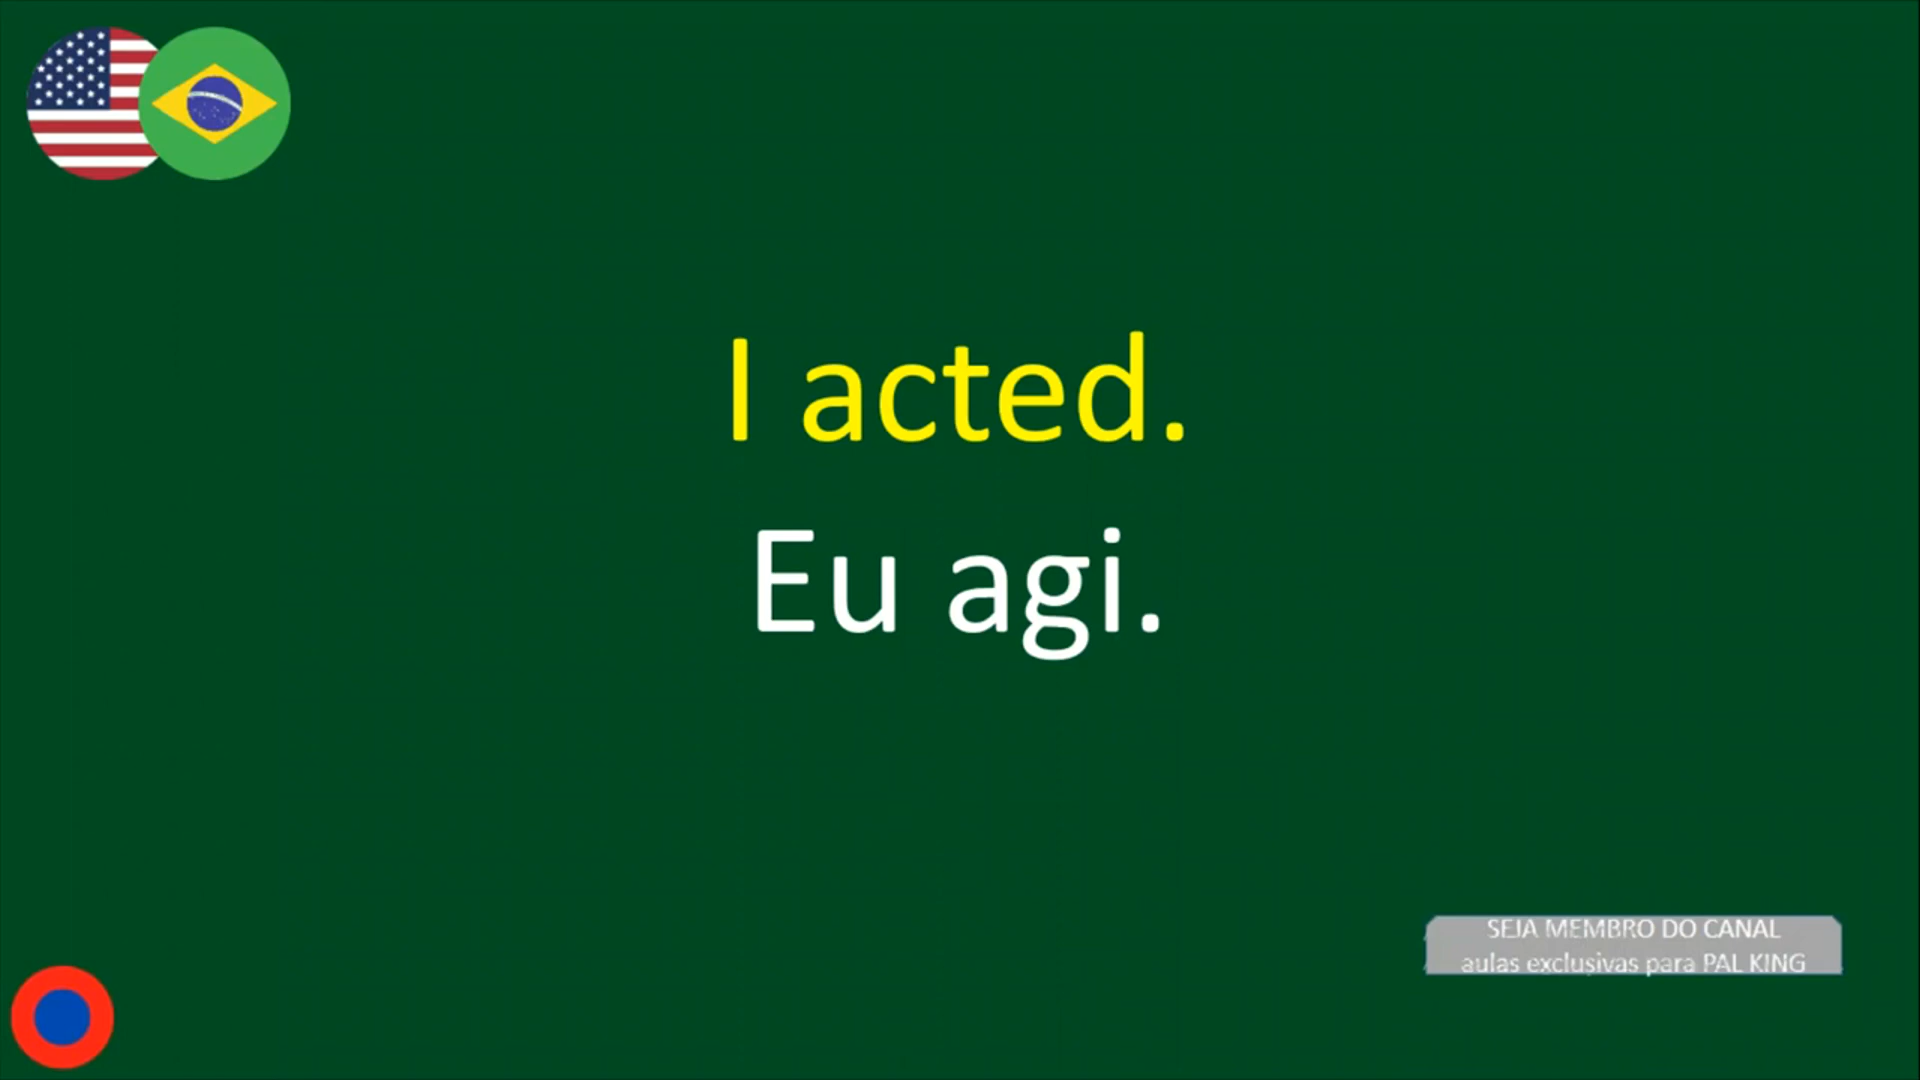 I acted.
Eu agi.
SEJA MEMBRO DO CANAL
aulas exclusivas para PAL KING